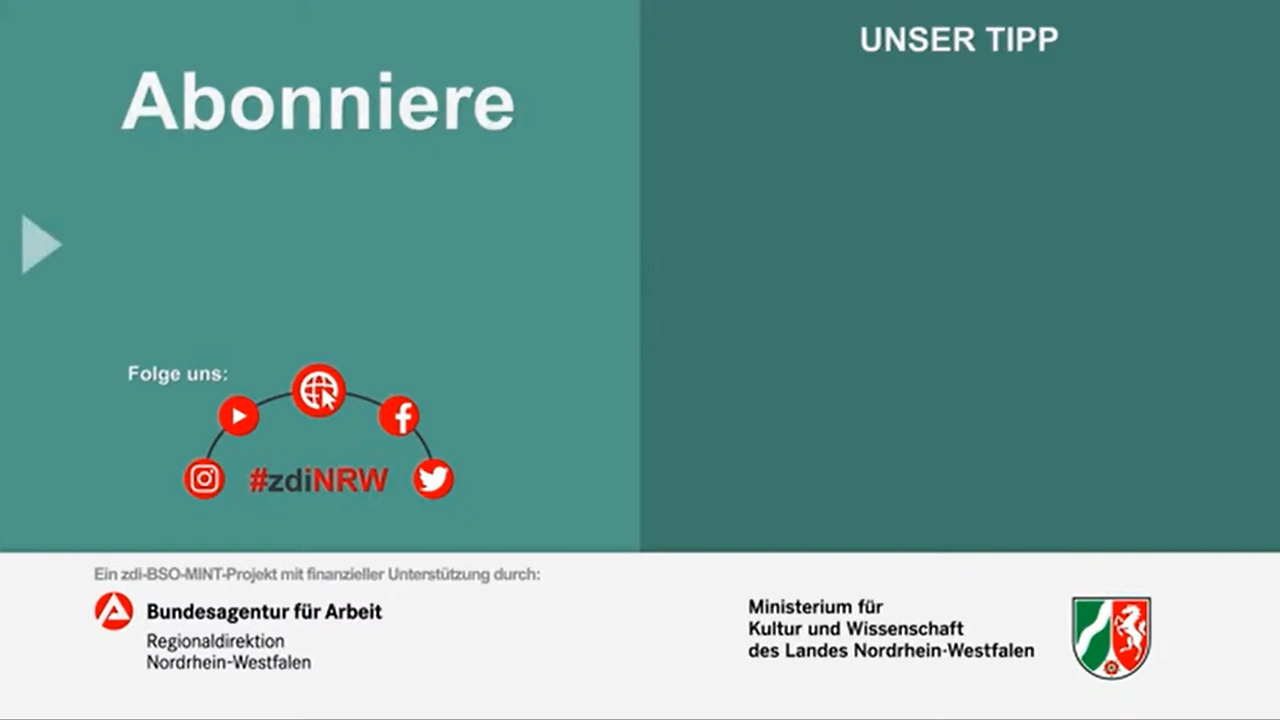 Abonniere
UNSER TIPP
Folge uns:
#zdiNRW
Ein zdi-BSO-MINT-Projekt mit finanzieller Unterstützung durch:
Bundesagentur für Arbeit
Regionaldirektion
Nordrhein-Westfalen
Ministerium für
Kultur und Wissenschaft
des Landes Nordrhein-Westfalen